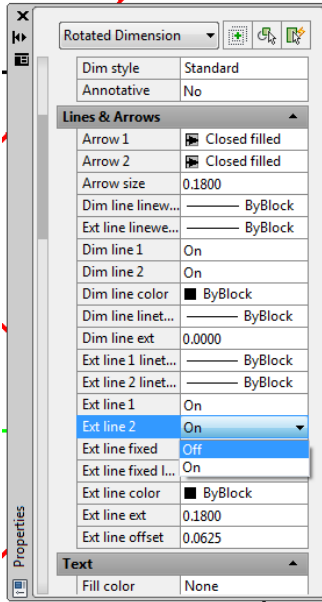 Rotated Dimension
Dim style Standard
Annotative No
Lines & Arrows
Arrow 1 Closed filled
Arrow 2 Closed filled
Arrow size 0.1800
Dim line linew... ByBlock
Ext line linewe... ByBlock
Dim line 1 On
Dim line 2 On
Dim line color ByBlock
Dim line linet... ByBlock
Dim line ext 0.0000
Ext line 1 linet... ByBlock
Ext line 2 linet... ByBlock
Ext line 1 On
Ext line 2 On
Ext line fixed Off
Ext line fixed l... On
Ext line color ByBlock
Ext line ext 0.1800
Ext line offset 0.0625
Text
Fill color None
Properties